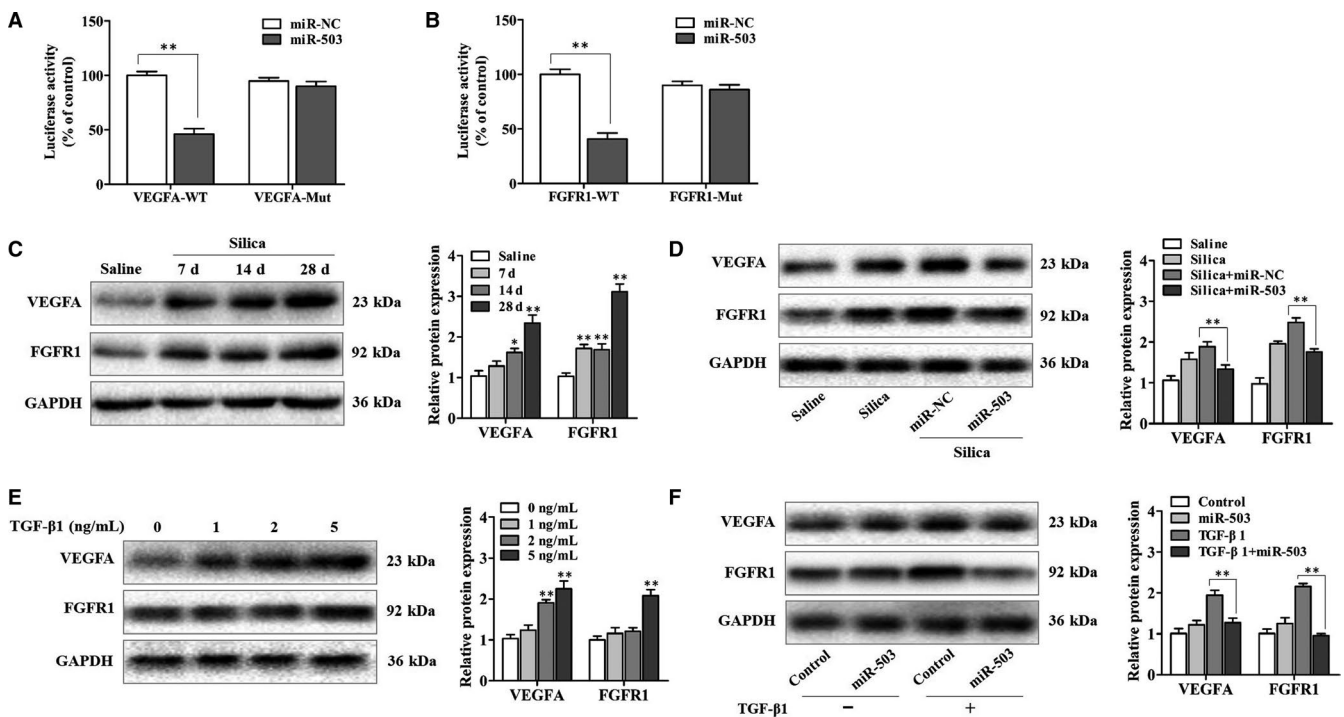 A
Luciferase activity
(% of control)
150
100
50
0
**
miR-NC
miR-503
VEGFA-WT VEGFA-Mut
B
Luciferase activity
(% of control)
150
100
50
0
**
miR-NC
miR-503
FGFR1-WT FGFR1-Mut
C
Silica
Saline 7 d 14 d 28 d
VEGFA 23 kDa
FGFR1 92 kDa
GAPDH 36 kDa
Relative protein expression
4
3
2
1
0
Saline
7 d
14 d
28 d
* ** ** ** **
VEGFA FGFR1
D
VEGFA 23 kDa
FGFR1 92 kDa
GAPDH 36 kDa
Saline Silica miR-NC miR-503
Silica
Relative protein expression
4
3
2
1
0
Saline
Silica
Silica+miR-NC
Silica+miR-503
** **
VEGFA FGFR1
E
TGF-β1 (ng/mL) 0 1 2 5
VEGFA 23 kDa
FGFR1 92 kDa
GAPDH 36 kDa
Relative protein expression
4
3
2
1
0
0 ng/mL
1 ng/mL
2 ng/mL
5 ng/mL
** ** **
VEGFA FGFR1
F
VEGFA 23 kDa
FGFR1 92 kDa
GAPDH 36 kDa
Control miR-503 Control miR-503
TGF-β1 − +
Relative protein expression
4
3
2
1
0
Control
miR-503
TGF-β 1
TGF-β 1+miR-503
** **
VEGFA FGFR1